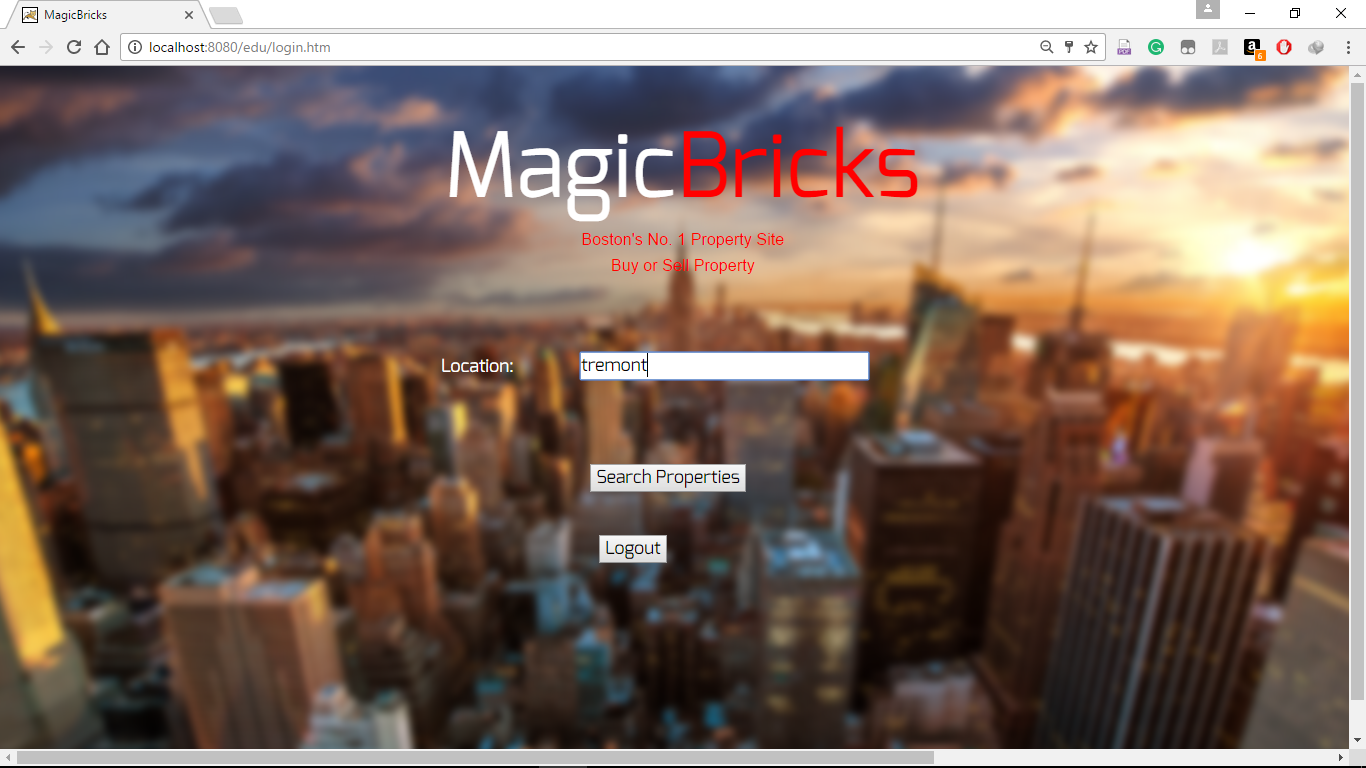 MagicBricks
localhost:8080/edu/login.htm
MagicBricks
Boston's No. 1 Property Site
Buy or Sell Property
Location: tremont
Search Properties
Logout